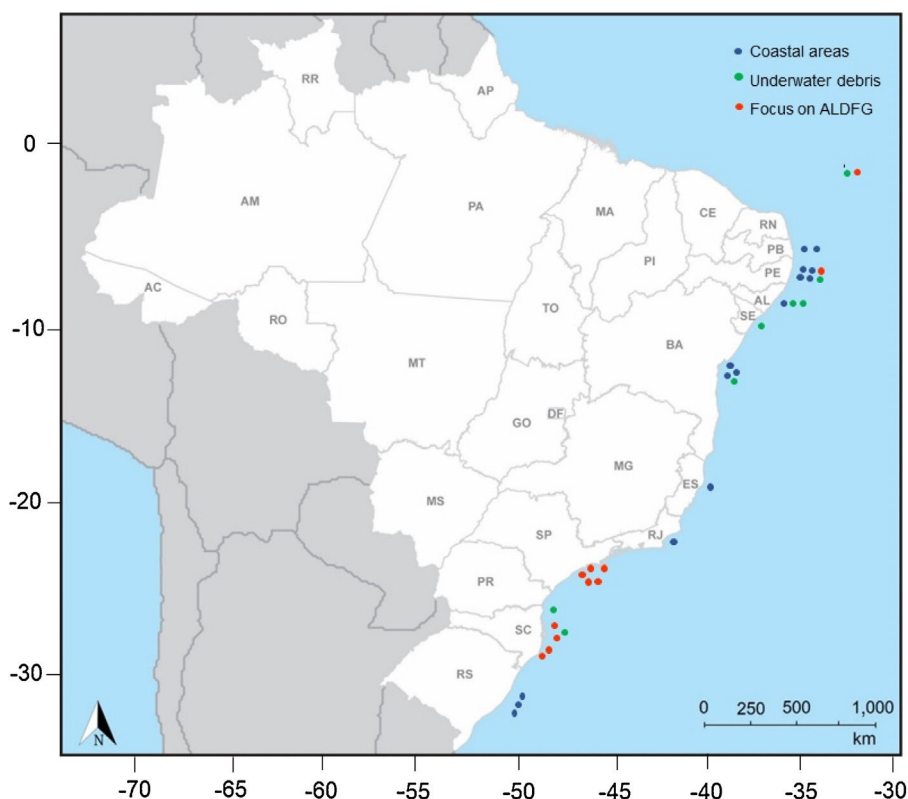 Coastal areas
Underwater debris
Focus on ALDFG
RR
AP
0
AM
PA
MA
CE
RN
PB
PE
PI
AC
AL
SE
TO
RO
-10
BA
MT
DF
GO
MG
ES
MS
-20
RJ
SP
PR
SC
RS
-30
0 250 500 1,000
km
N
-70 -65 -60 -55 -50 -45 -40 -35 -30